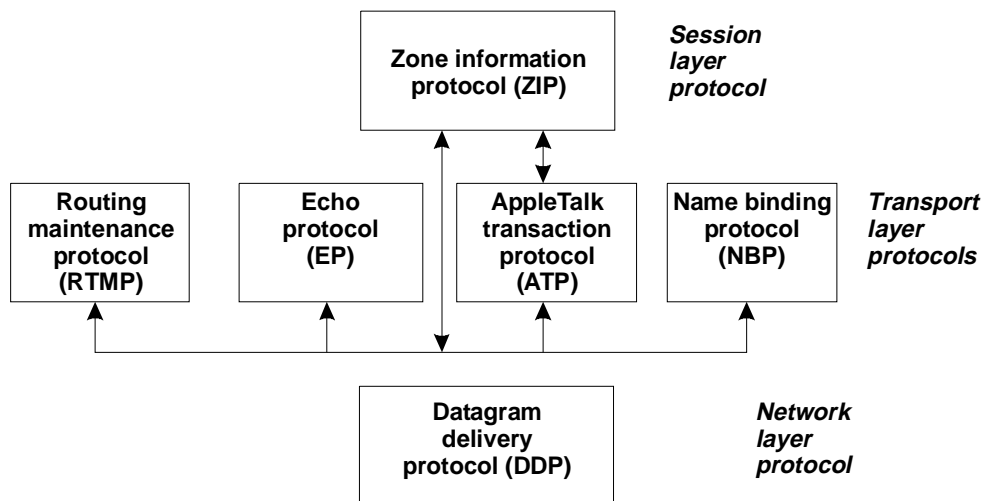 Zone information
protocol (ZIP)
Session
layer
protocol
Routing
maintenance
protocol
(RTMP)
Echo
protocol
(EP)
AppleTalk
transaction
protocol
(ATP)
Name binding
protocol
(NBP)
Transport
layer
protocols
Datagram
delivery
protocol (DDP)
Network
layer
protocol